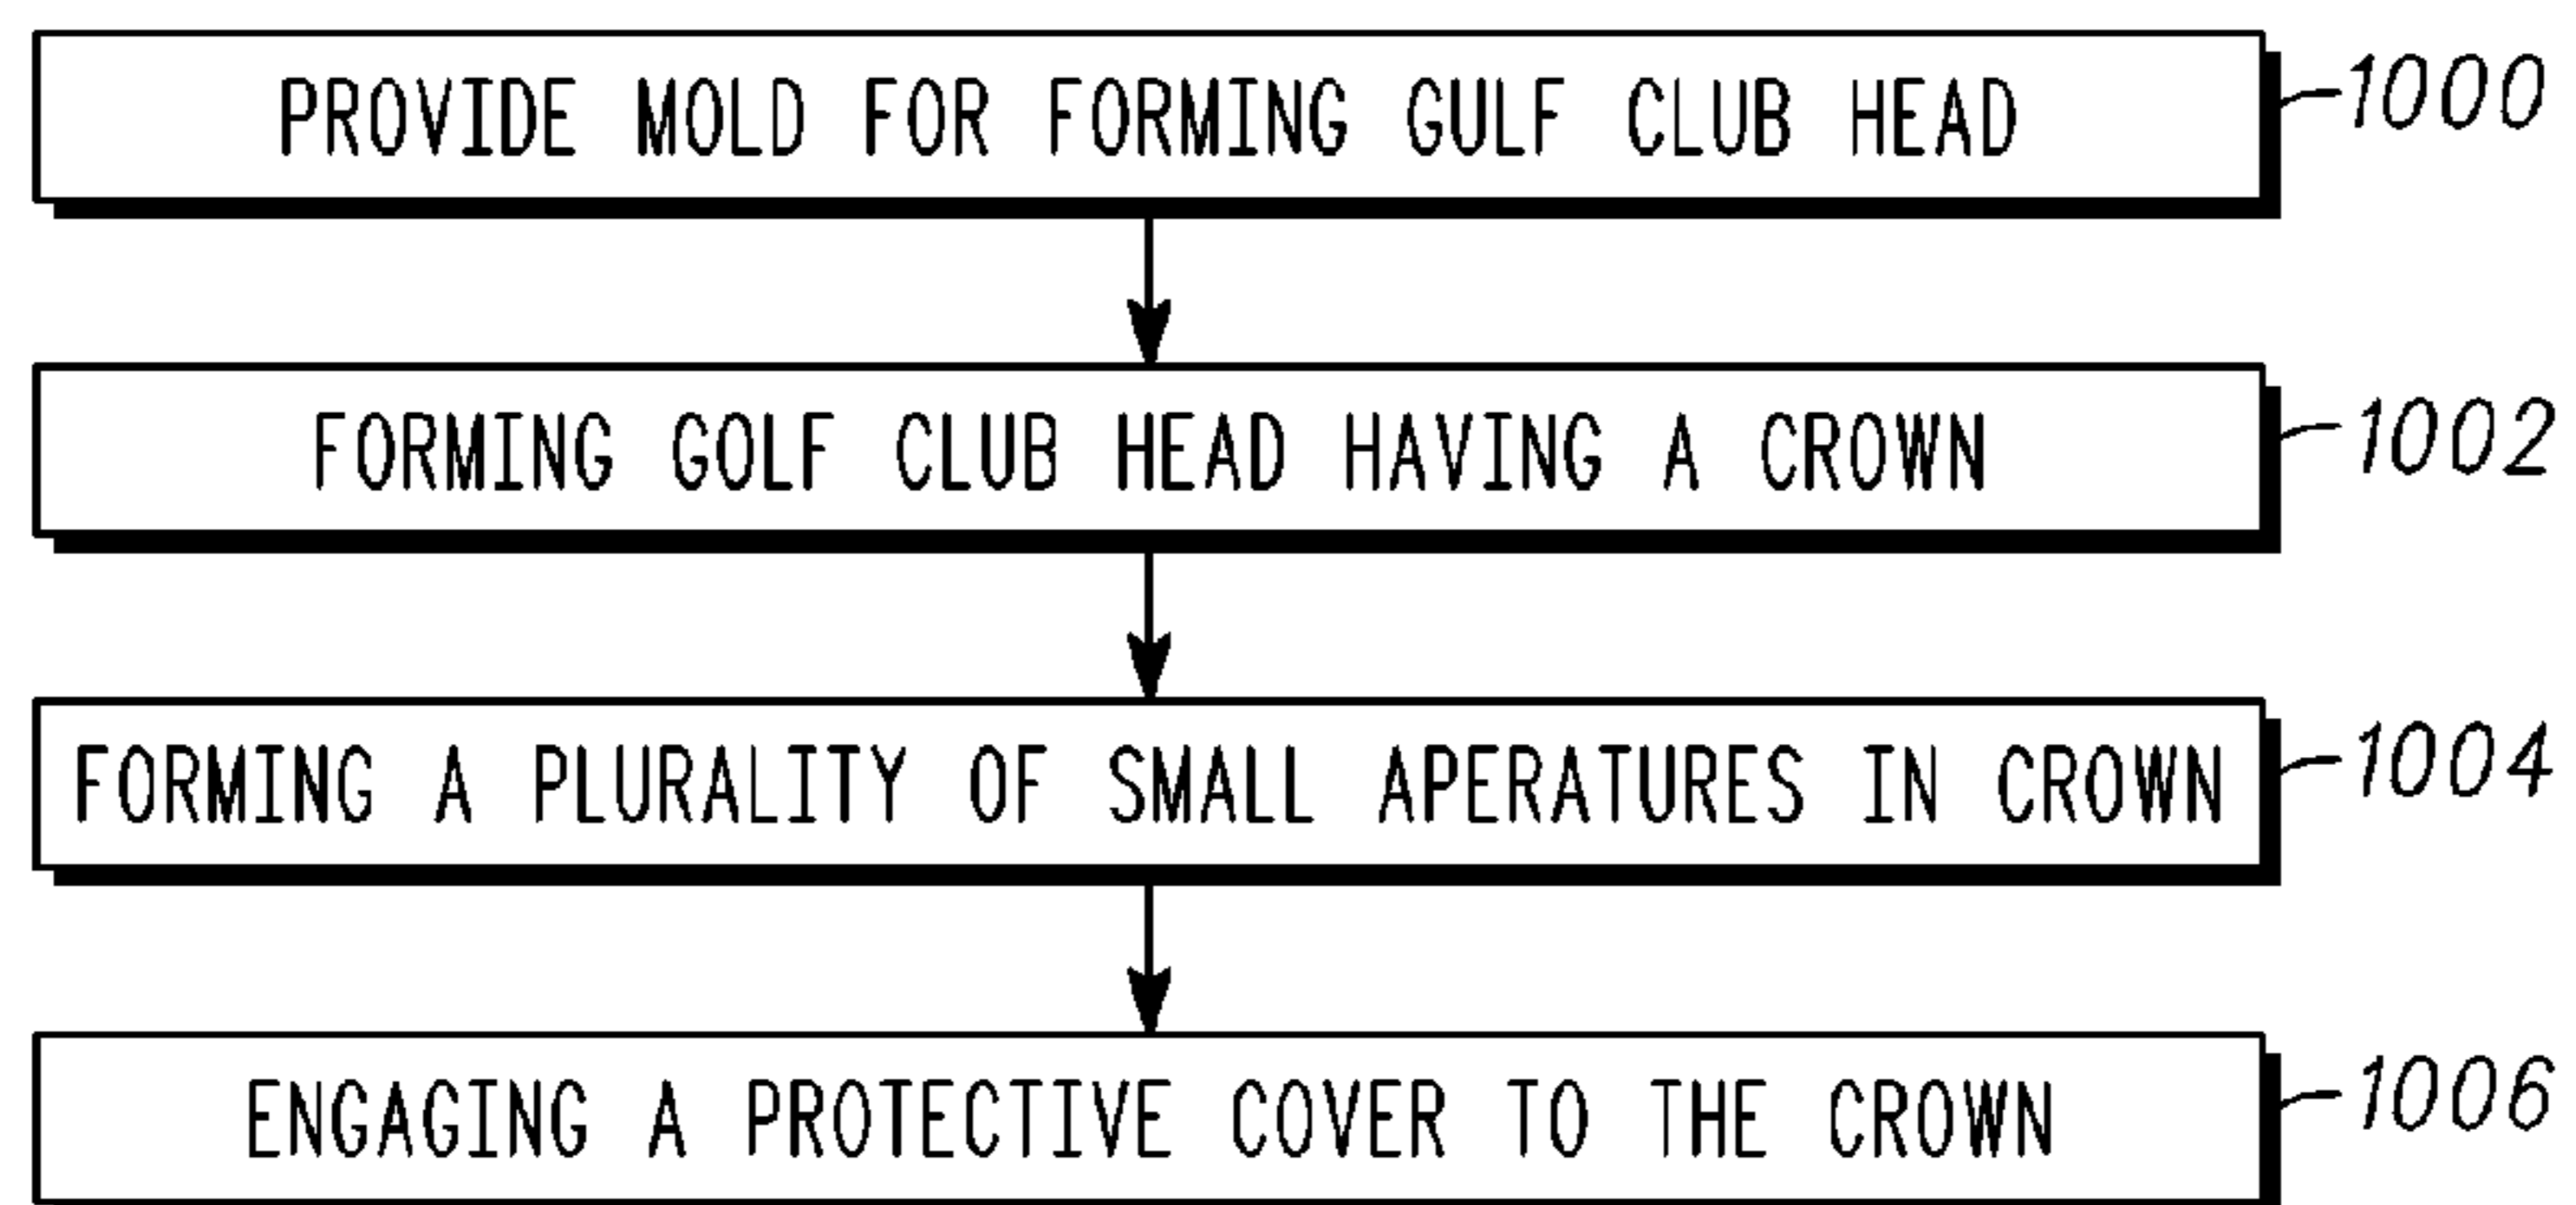 PROVIDE MOLD FOR FORMING GULF CLUB HEAD 1000
FORMING GOLF CLUB HEAD HAVING A CROWN 1002
FORMING A PLURALITY OF SMALL APERATURES IN CROWN 1004
ENGAGING A PROTECTIVE COVER TO THE CROWN 1006